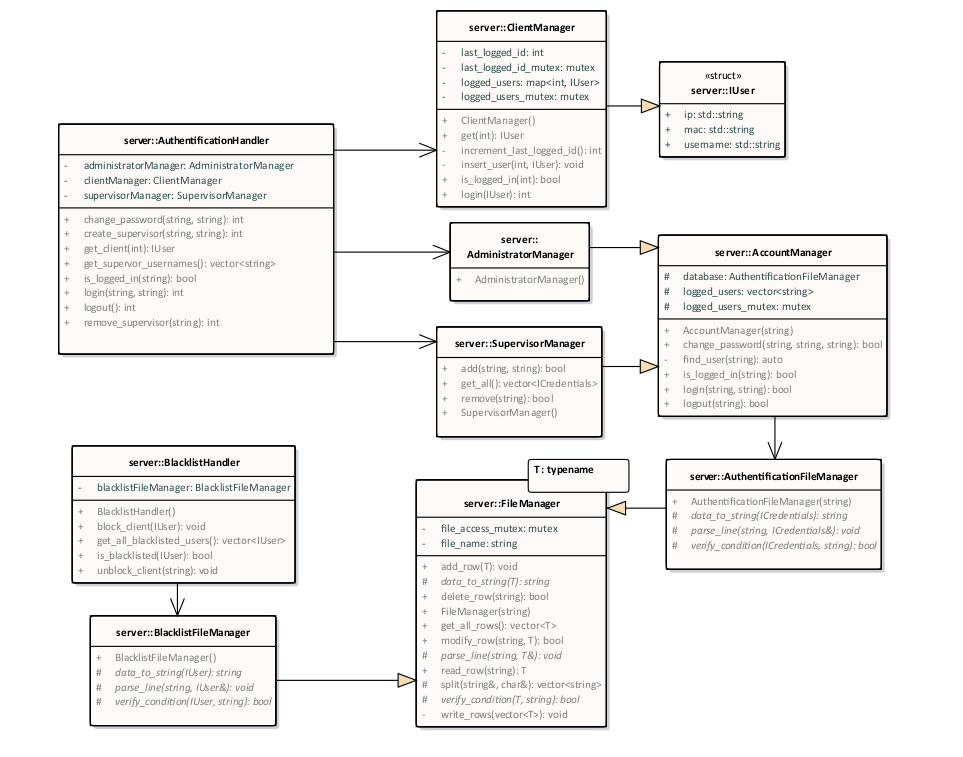 server::ClientManager
- last_logged_id: int
- last_logged_id_mutex: mutex
- logged_users: map<int, IUser>
- logged_users_mutex: mutex
+ ClientManager()
+ get(int): IUser
- increment_last_logged_id(): int
- insert_user(int, IUser): void
+ is_logged_in(int): bool
+ login(IUser): int
«struct»
server::IUser
+ ip: std::string
+ mac: std::string
+ username: std::string
server::AuthentificationHandler
- administratorManager: AdministratorManager
- clientManager: ClientManager
- supervisorManager: SupervisorManager
+ change_password(string, string): int
+ create_supervisor(string, string): int
+ get_client(int): IUser
+ get_supervor_usernames(): vector<string>
+ is_logged_in(string): bool
+ login(string, string): int
+ logout(): int
+ remove_supervisor(string): int
server::
AdministratorManager
+ AdministratorManager()
server::AccountManager
# database: AuthentificationFileManager
# logged_users: vector<string>
# logged_users_mutex: mutex
+ AccountManager(string)
+ change_password(string, string, string): bool
- find_user(string): auto
+ is_logged_in(string): bool
+ login(string, string): bool
+ logout(string): bool
server::SupervisorManager
+ add(string, string): bool
+ get_all(): vector<ICredentials>
+ remove(string): bool
+ SupervisorManager()
server::BlacklistHandler
- blacklistFileManager: BlacklistFileManager
+ BlacklistHandler()
+ block_client(IUser): void
+ get_all_blacklisted_users(): vector<IUser>
+ is_blacklisted(IUser): bool
+ unblock_client(string): void
T: typename
server::FileManager
- file_access_mutex: mutex
- file_name: string
+ add_row(T): void
# data_to_string(T): string
+ delete_row(string): bool
+ FileManager(string)
+ get_all_rows(): vector<T>
+ modify_row(string, T): bool
# parse_line(string, T&): void
+ read_row(string): T
# split(string&, char&): vector<string>
# verify_condition(T, string): bool
- write_rows(vector<T>): void
server::AuthentificationFileManager
+ AuthentificationFileManager(string)
# data_to_string(ICredentials): string
# parse_line(string, ICredentials&): void
# verify_condition(ICredentials, string): bool
server::BlacklistFileManager
+ BlacklistFileManager()
# data_to_string(IUser): string
# parse_line(string, IUser&): void
# verify_condition(IUser, string): bool